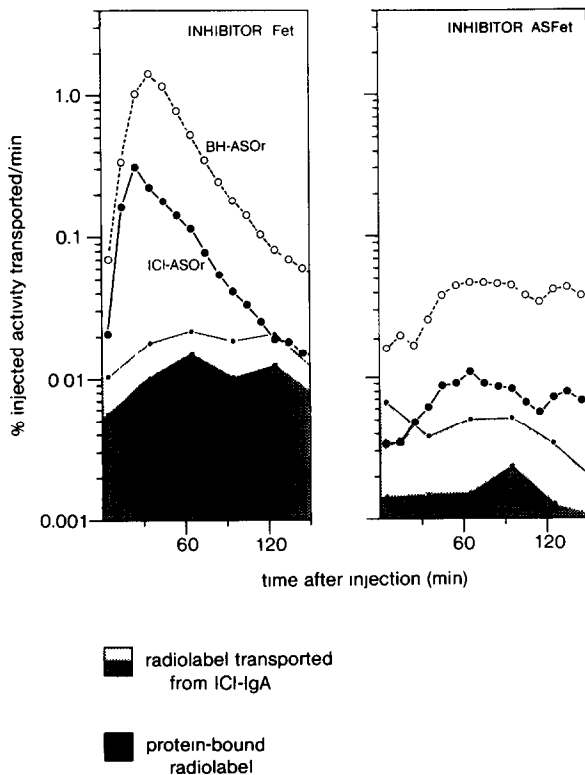 INHIBITOR Fet
INHIBITOR ASFet
% injected activity transported/min
1.0
0.1
0 01
0.001
BH-ASOr
ICI-ASOr
60
120
60
120
time after injection (min)
radiolabel transported
from ICI-IgA
protein-bound
radiolabel